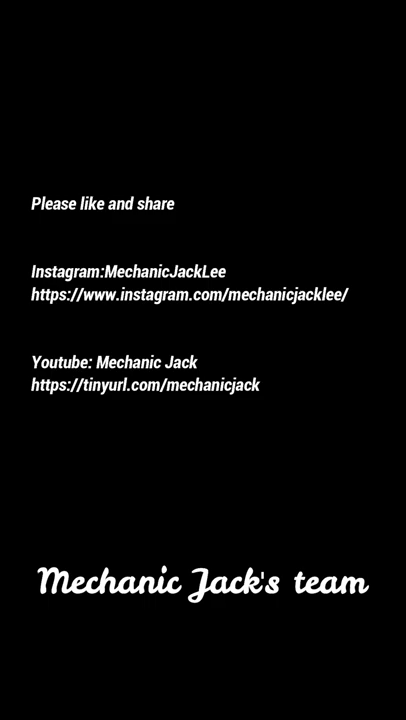 Please like and share
Instagram:MechanicJackLee
https://www.instagram.com/mechanicjacklee/
Youtube: Mechanic Jack
https://tinyurl.com/mechanicjack
Mechanic Jack's team